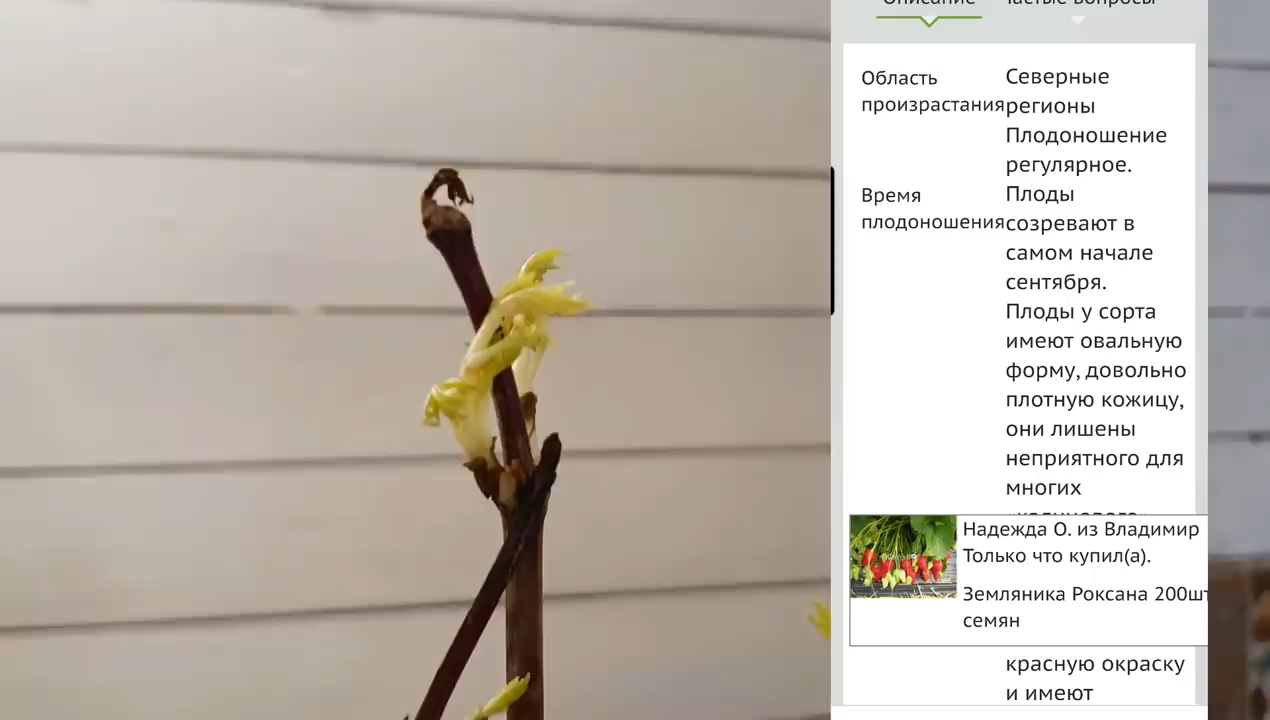 Описание
Частые вопросы
Область
произрастания
Северные
регионы
Плодоношение
регулярное.
Время
плодоношения
Плоды
созревают в
самом начале
сентября.
Плоды у сорта
имеют овальную
форму, довольно
плотную кожицу,
они лишены
неприятного для
многих
Надежда О. из Владимир
Только что купил(а).
Земляника Роксана 200шт
семян
красную окраску
и имеют